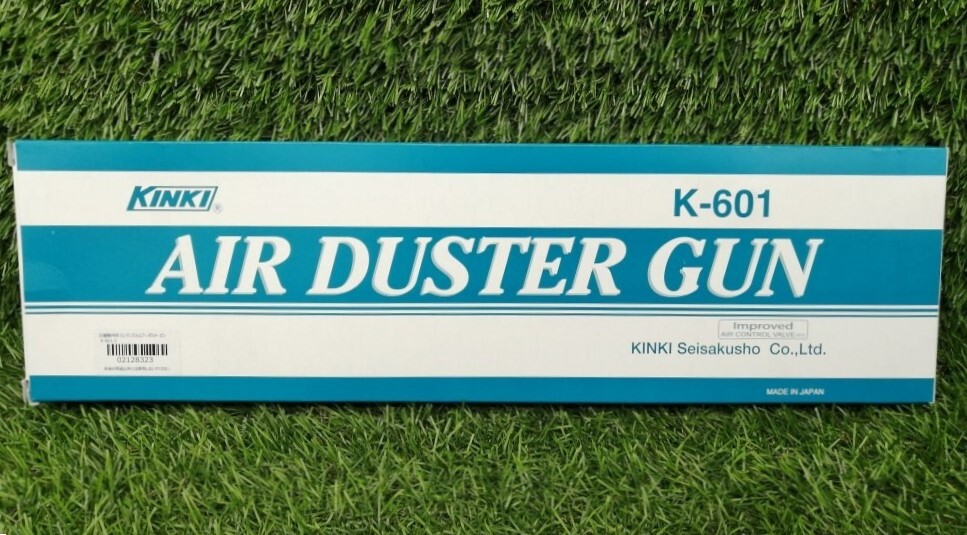 KINKI®
K-601
AIR DUSTER GUN
Improved
AIR CONTROL VALVE
KINKI Seisakusho Co.,Ltd.
02128323
MADE IN JAPAN